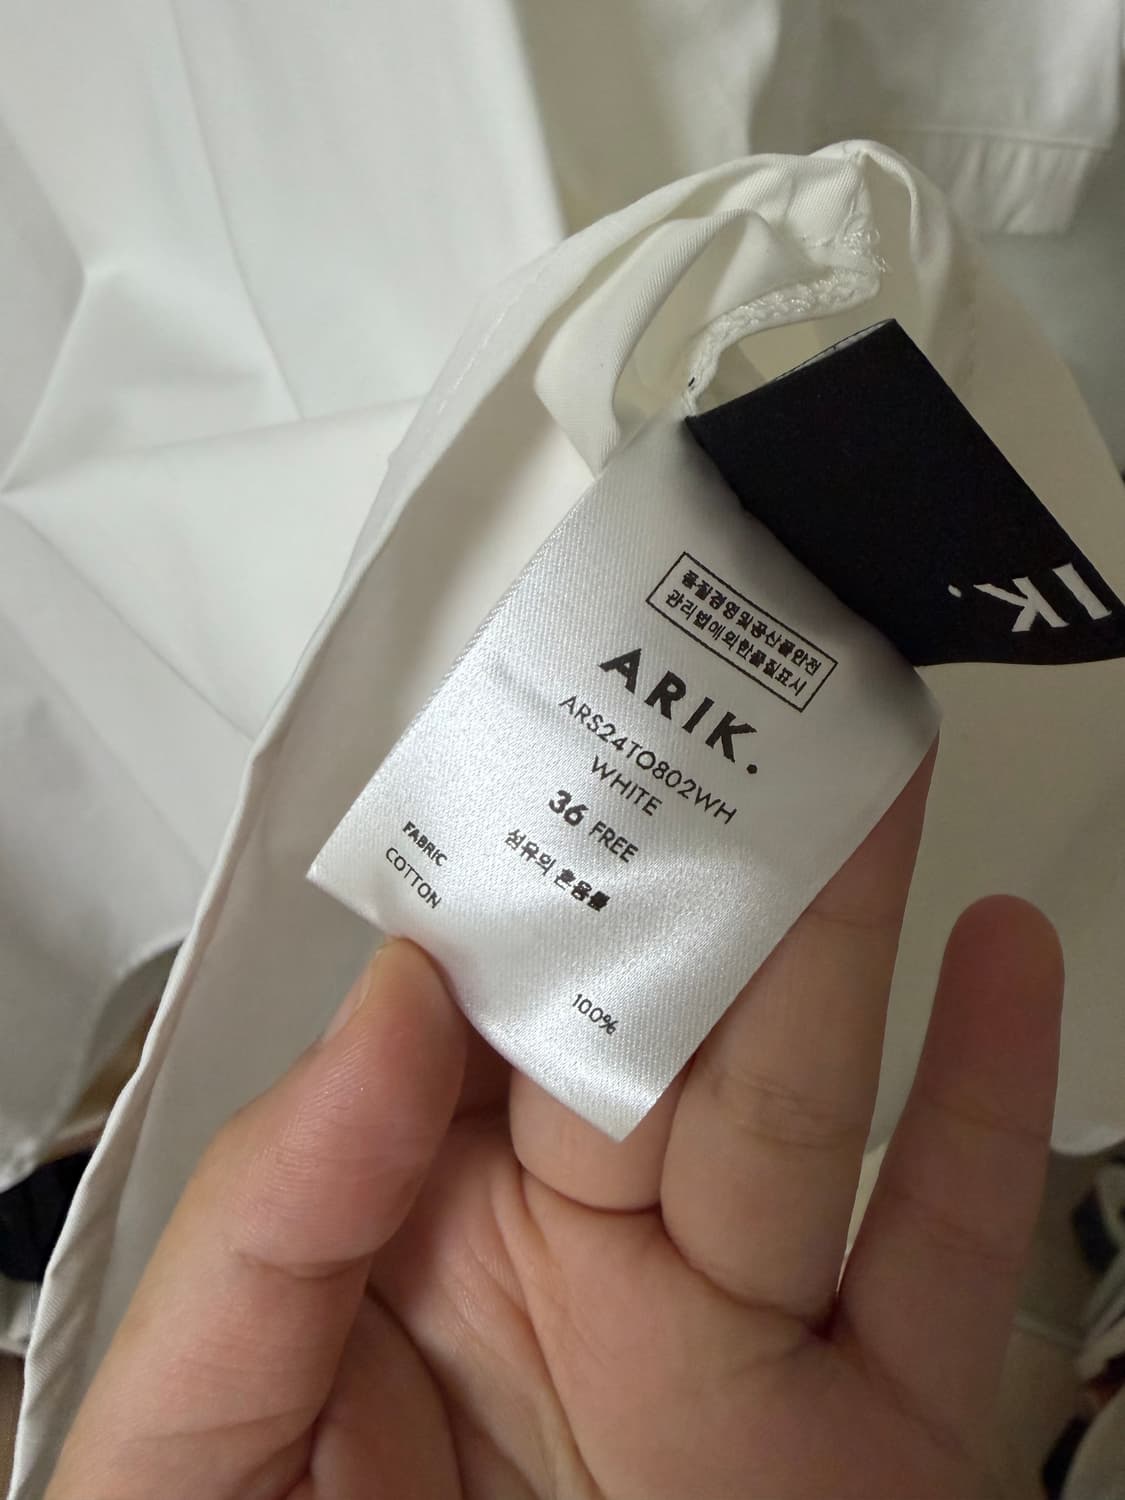 품질경영및공산품안전
관리법에의한품질표시
ARIK.
ARS24TO802WH
WHITE
36 FREE
섬유의 혼용률
FABRIC
COTTON 100%
IK.